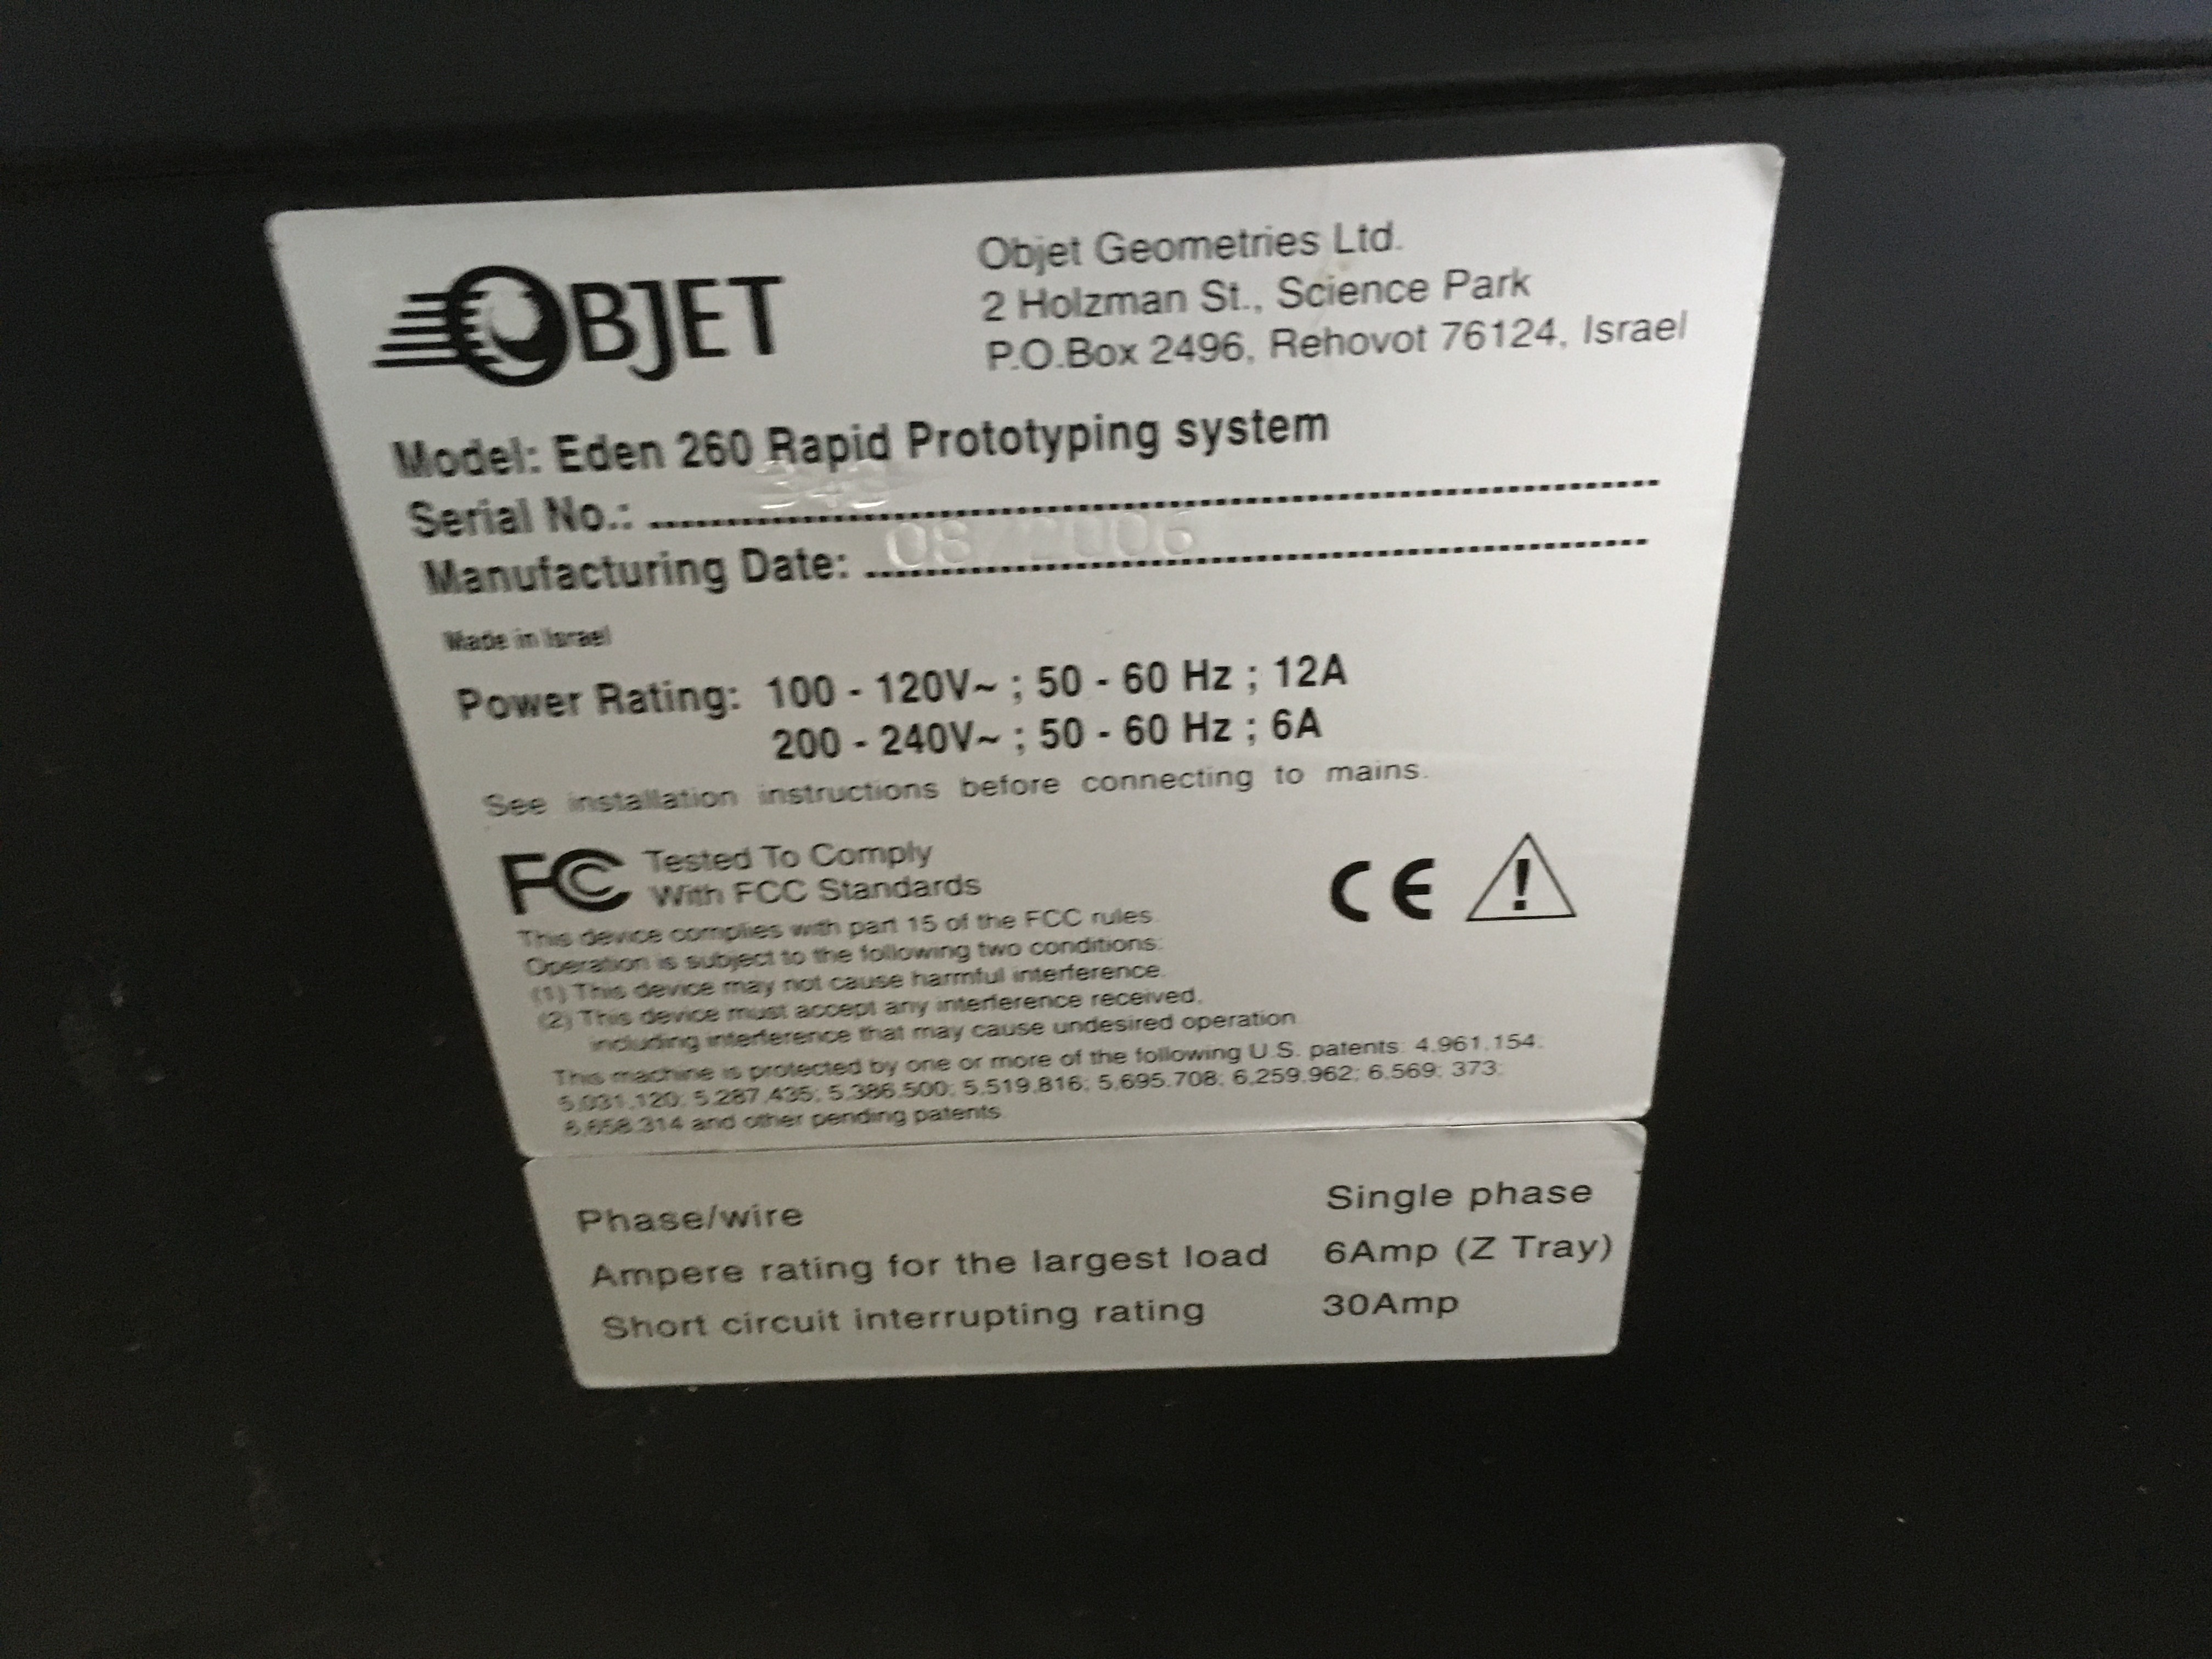 OBJET
Objet Geometries Ltd.
2 Holzman St., Science Park
P.O.Box 2496, Rehovot 76124, Israel
Model: Eden 260 Rapid Prototyping system
Serial No.: 343
Manufacturing Date: 08/2006
Made in Israel
Power Rating: 100 - 120V~ ; 50 - 60 Hz ; 12A
200 - 240V~ ; 50 - 60 Hz ; 6A
See installation instructions before connecting to mains.
FC Tested To Comply
With FCC Standards
CE !
This device complies with part 15 of the FCC rules.
Operation is subject to the following two conditions:
(1) This device may not cause harmful interference.
(2) This device must accept any interference received,
including interference that may cause undesired operation
This machine is protected by one or more of the following U.S. patents: 4,961,154;
5,031,120; 5,287,435; 5,386,500; 5,519,816; 5,695,708; 6,259,962; 6,569; 373;
6,658,314 and other pending patents.
Phase/wire Single phase
Ampere rating for the largest load 6Amp (Z Tray)
Short circuit interrupting rating 30Amp